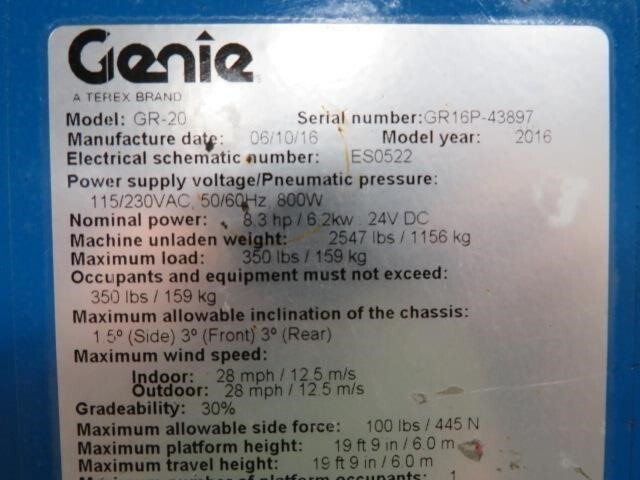 Genie
A TEREX BRAND
Model: GR-20 Serial number:GR16P-43897
Manufacture date: 06/10/16 Model year: 2016
Electrical schematic number: ES0522
Power supply voltage/Pneumatic pressure:
115/230VAC, 50/60Hz, 800W
Nominal power: 8.3 hp / 6.2kw 24V DC
Machine unladen weight: 2547 lbs / 1156 kg
Maximum load: 350 lbs / 159 kg
Occupants and equipment must not exceed:
350 lbs / 159 kg
Maximum allowable inclination of the chassis:
1.5º (Side) 3º (Front) 3º (Rear)
Maximum wind speed:
Indoor: 28 mph / 12.5 m/s
Outdoor: 28 mph / 12.5 m/s
Gradeability: 30%
Maximum allowable side force: 100 lbs / 445 N
Maximum platform height: 19 ft 9 in / 6.0 m
Maximum travel height: 19 ft 9 in / 6.0 m
Maximum number of platform occupants: 1